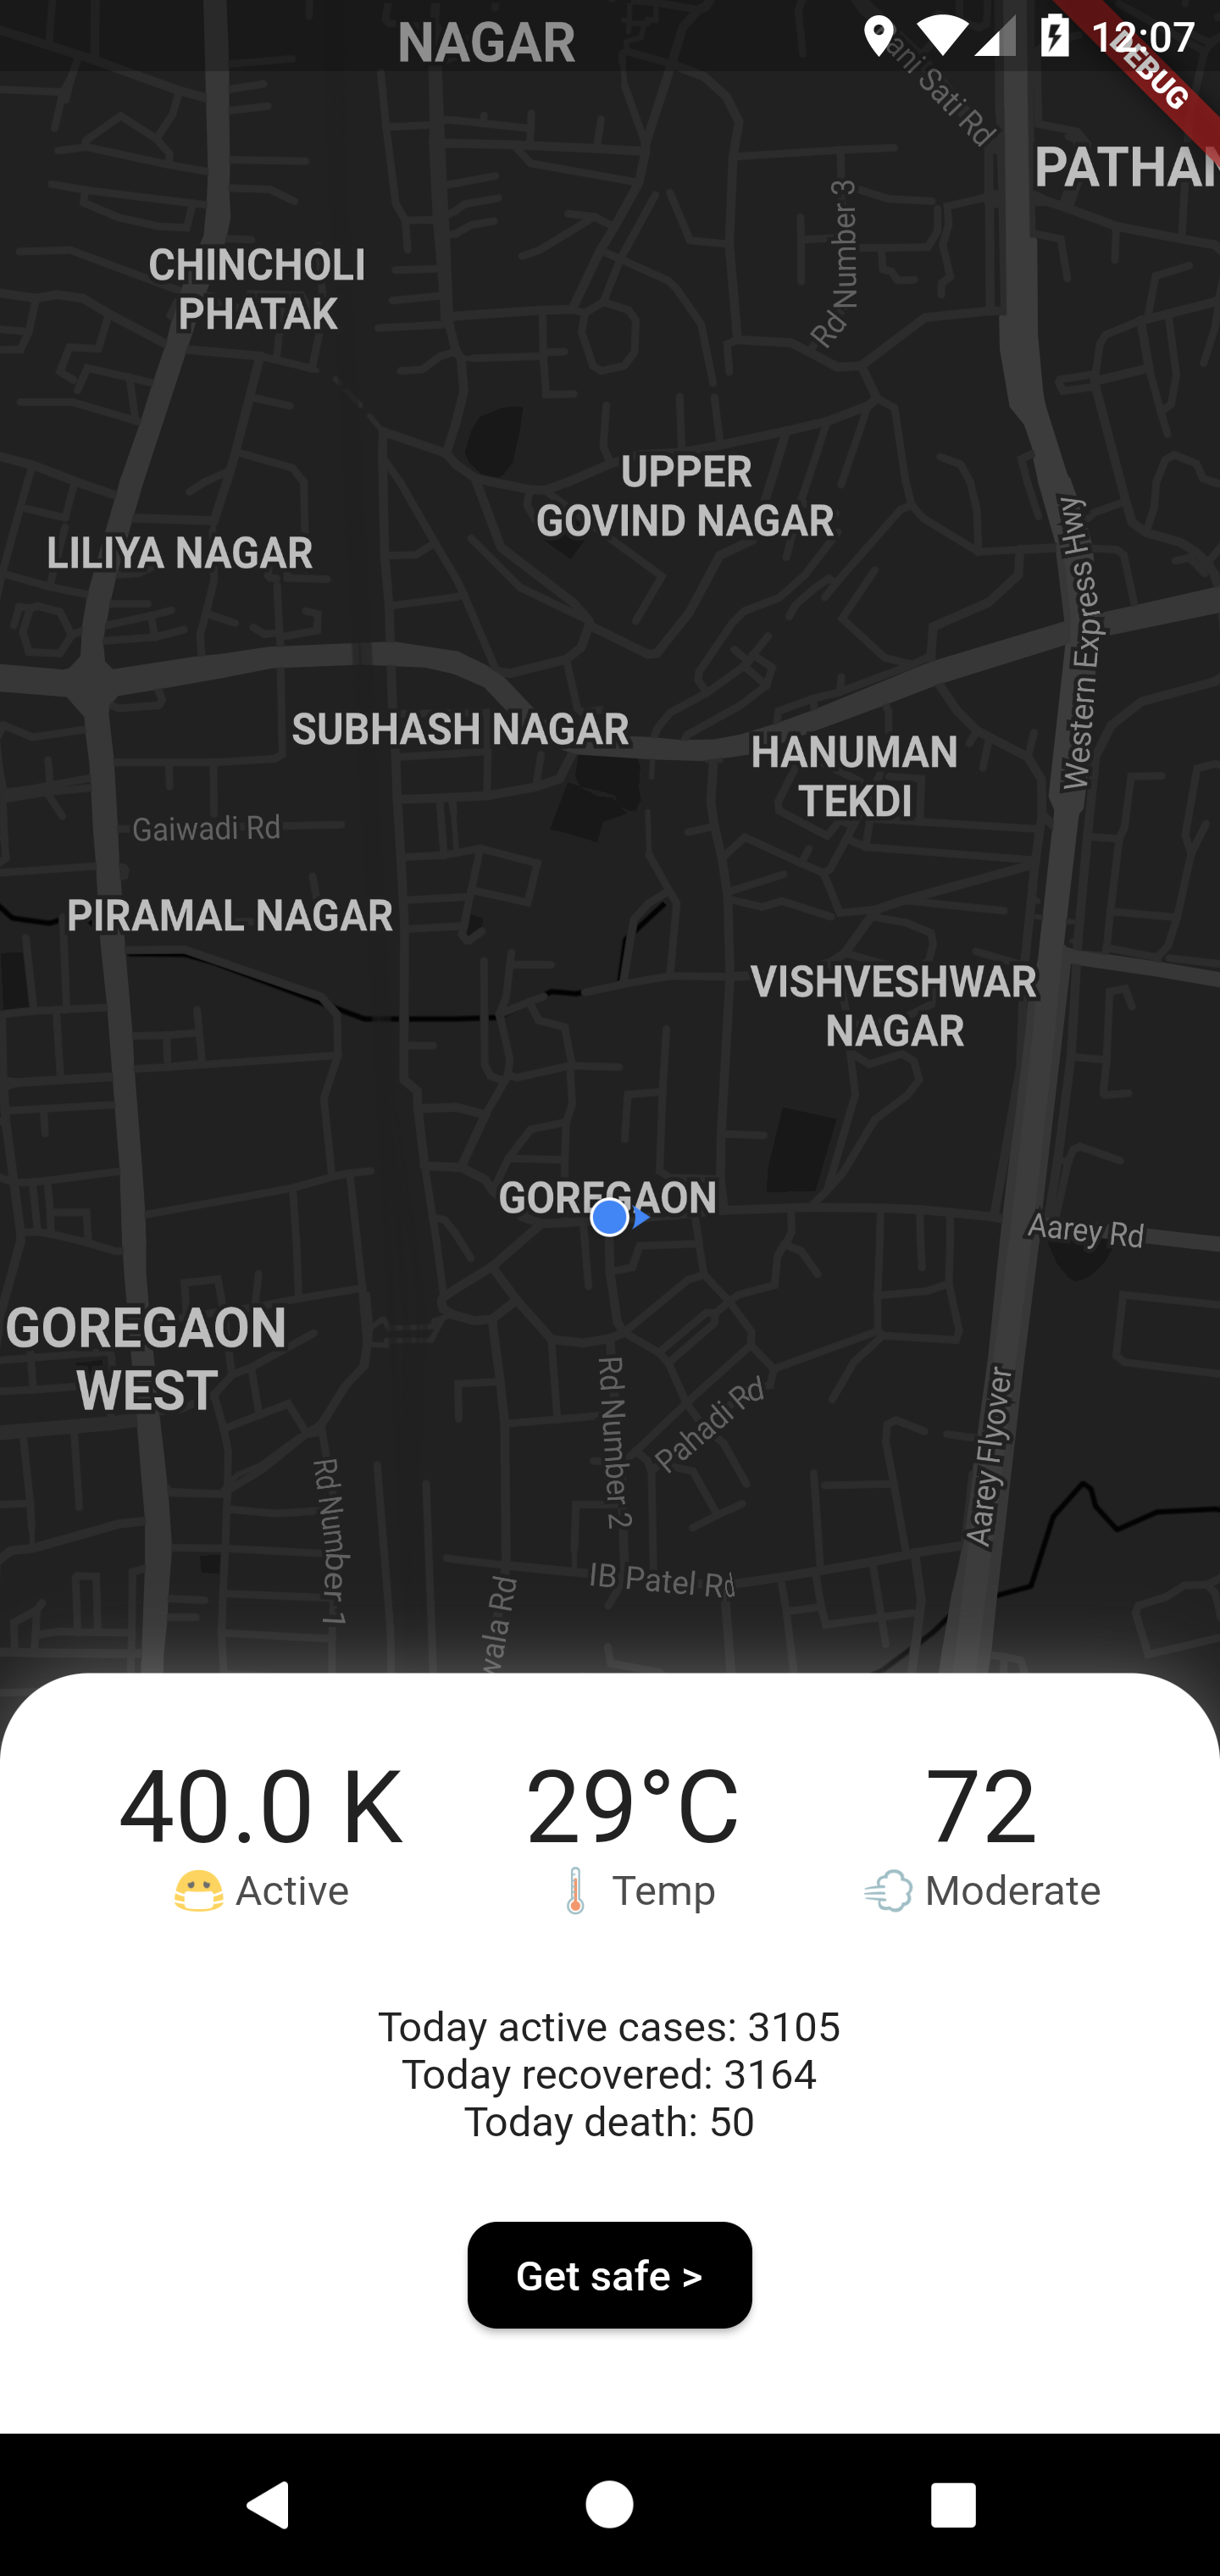 NAGAR
12:07
DEBUG
ani Sati Rd
PATHAN
Rd Number 3
CHINCHOLI
PHATAK
UPPER
GOVIND NAGAR
LILIYA NAGAR
Western Express Hwy
SUBHASH NAGAR
HANUMAN
TEKDI
Gaiwadi Rd
PIRAMAL NAGAR
VISHVESHWAR
NAGAR
GOREGAON
Aarey Rd
GOREGAON
WEST
Rd Number 2
Pahadi Rd
Aarey Flyover
Rd Number 1
IB Patel Rd
wala Rd
40.0 K
29°C
72
Active
Temp
Moderate
Today active cases: 3105
Today recovered: 3164
Today death: 50
Get safe >